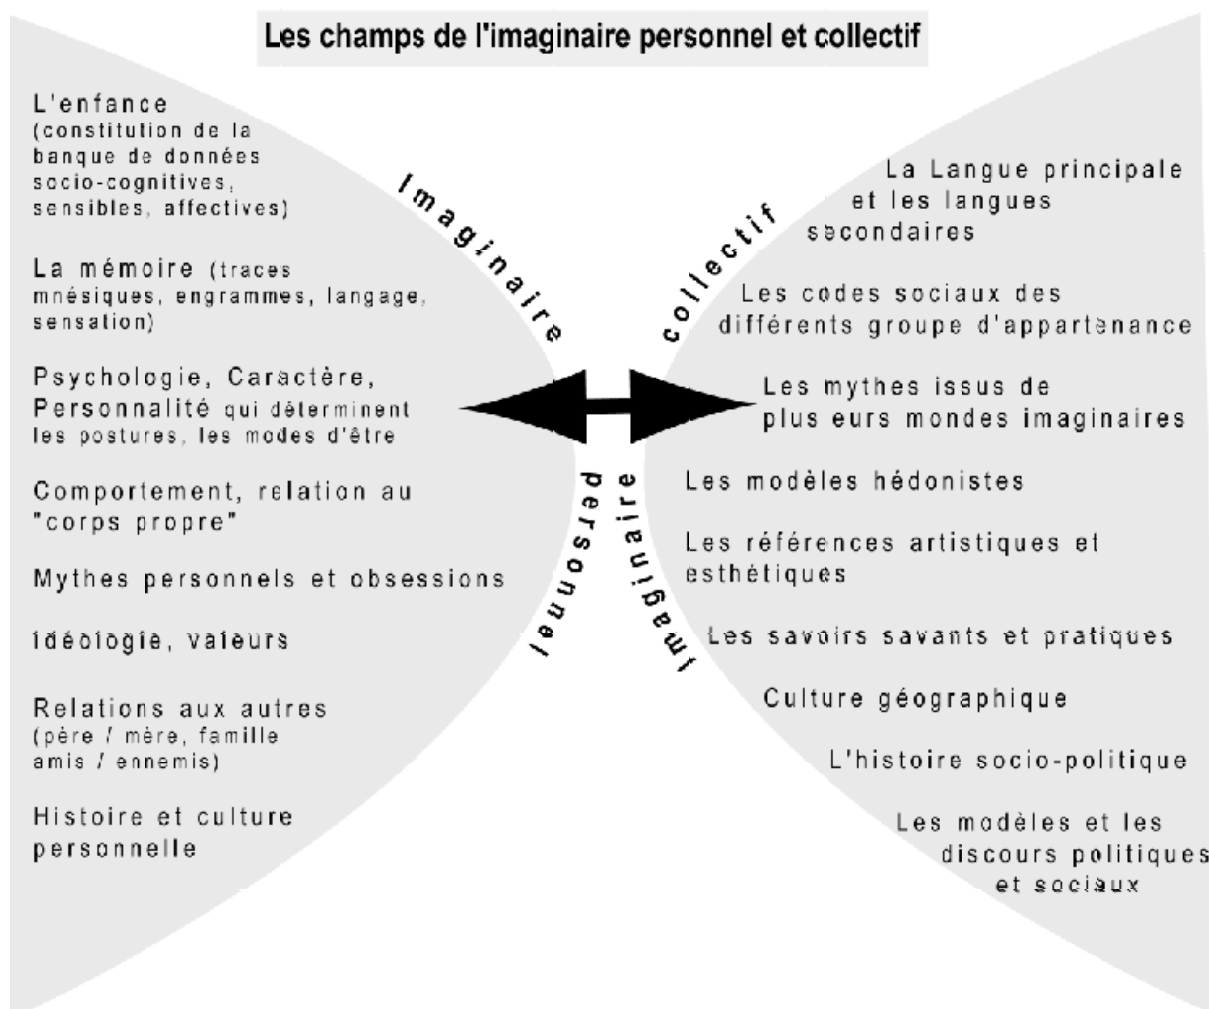 Les champs de l'imaginaire personnel et collectif
L'enfance
(constitution de la
banque de données
socio-cognitives,
sensibles, affectives)
La mémoire (traces
mnésiques, engrammes, langage,
sensation)
Psychologie, Caractère,
Personnalité qui déterminent
les postures, les modes d'être
Comportement, relation au
"corps propre"
Mythes personnels et obsessions
Idéologie, valeurs
Relations aux autres
(père / mère, famille
amis / ennemis)
Histoire et culture
personnelle
Imaginaire
personnel
imaginaire
collectif
La Langue principale
et les langues
secondaires
Les codes sociaux des
différents groupe d'appartenance
Les mythes issus de
plus eurs mondes imaginaires
Les modèles hédonistes
Les références artistiques et
esthétiques
Les savoirs savants et pratiques
Culture géographique
L'histoire socio-politique
Les modèles et les
discours politiques
et sociaux